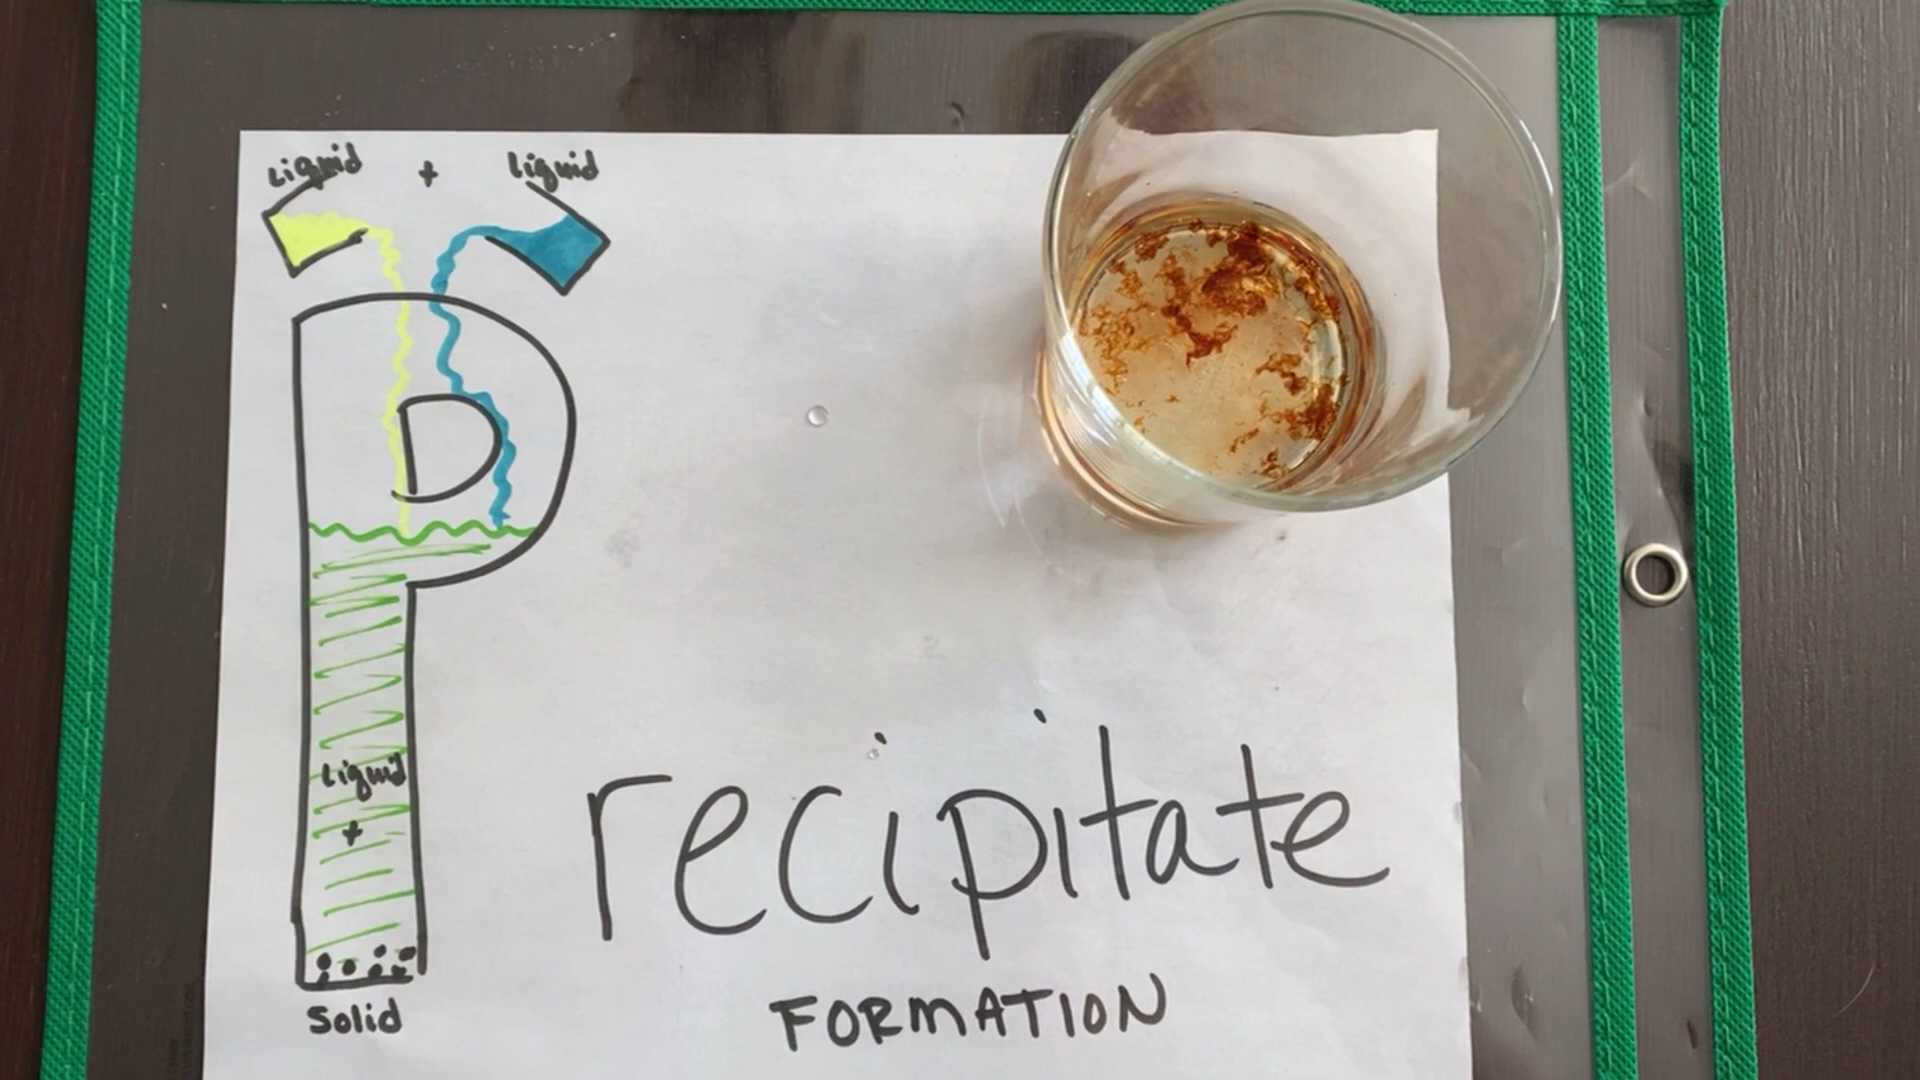 Liquid + Liquid
Liquid
+
Solid
Precipitate
FORMATION